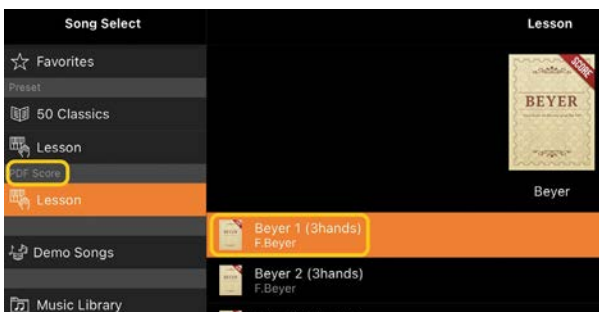 Song Select
Lesson
Favorites
Preset
50 Classics
Lesson
PDF Score
Lesson
Demo Songs
Music Library
SCORE
BEYER
Beyer
Beyer 1 (3hands)
F.Beyer
Beyer 2 (3hands)
F.Beyer